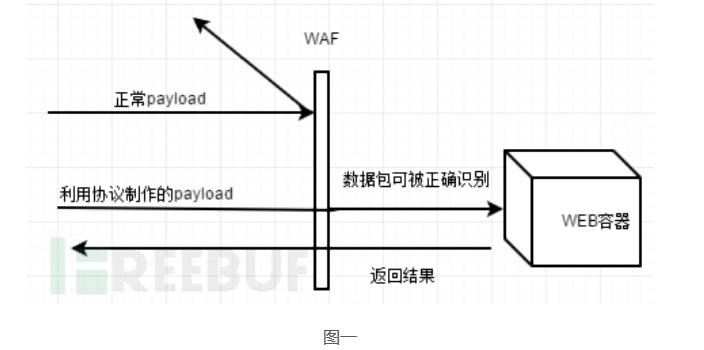 WAF
正常payload
利用协议制作的payload
数据包可被正确识别
WEB容器
返回结果
REEBUF
图一